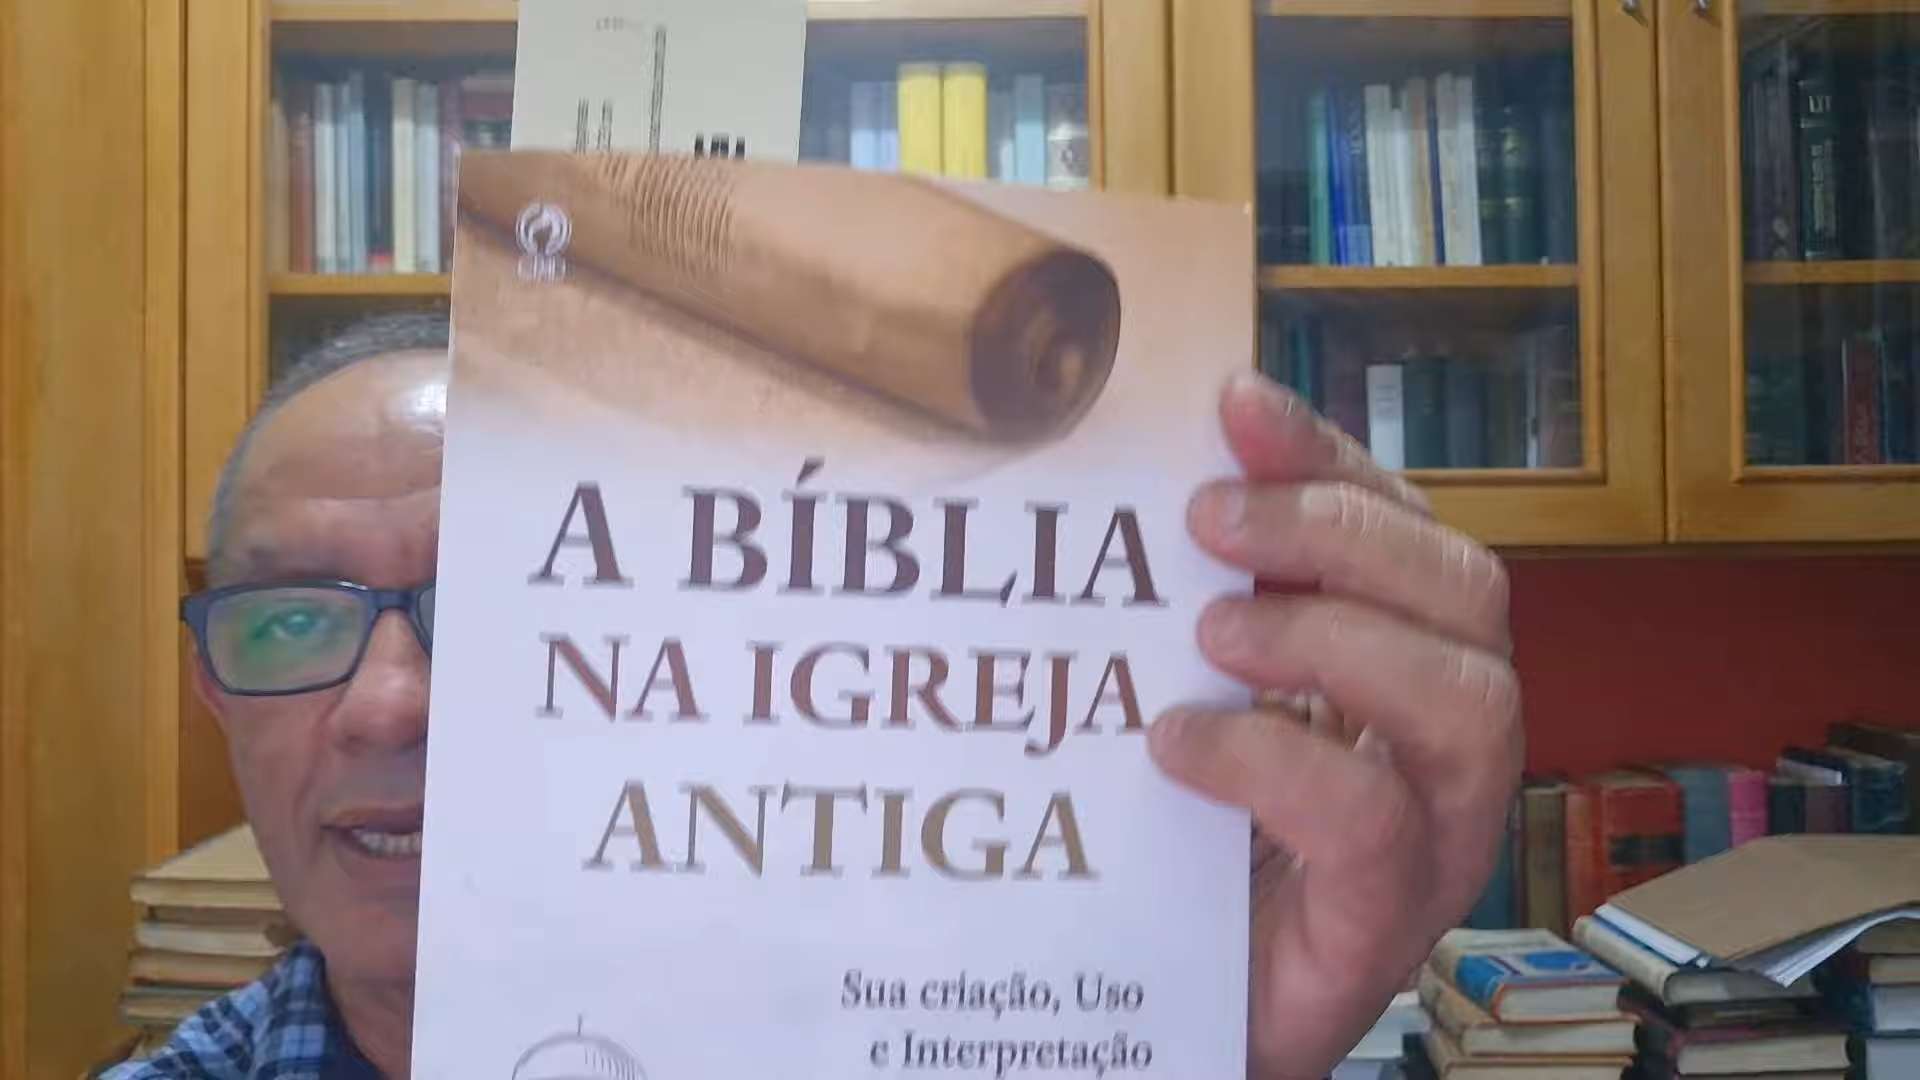 A BÍBLIA
NA IGREJA
ANTIGA
Sua criação, Uso
e Interpretação